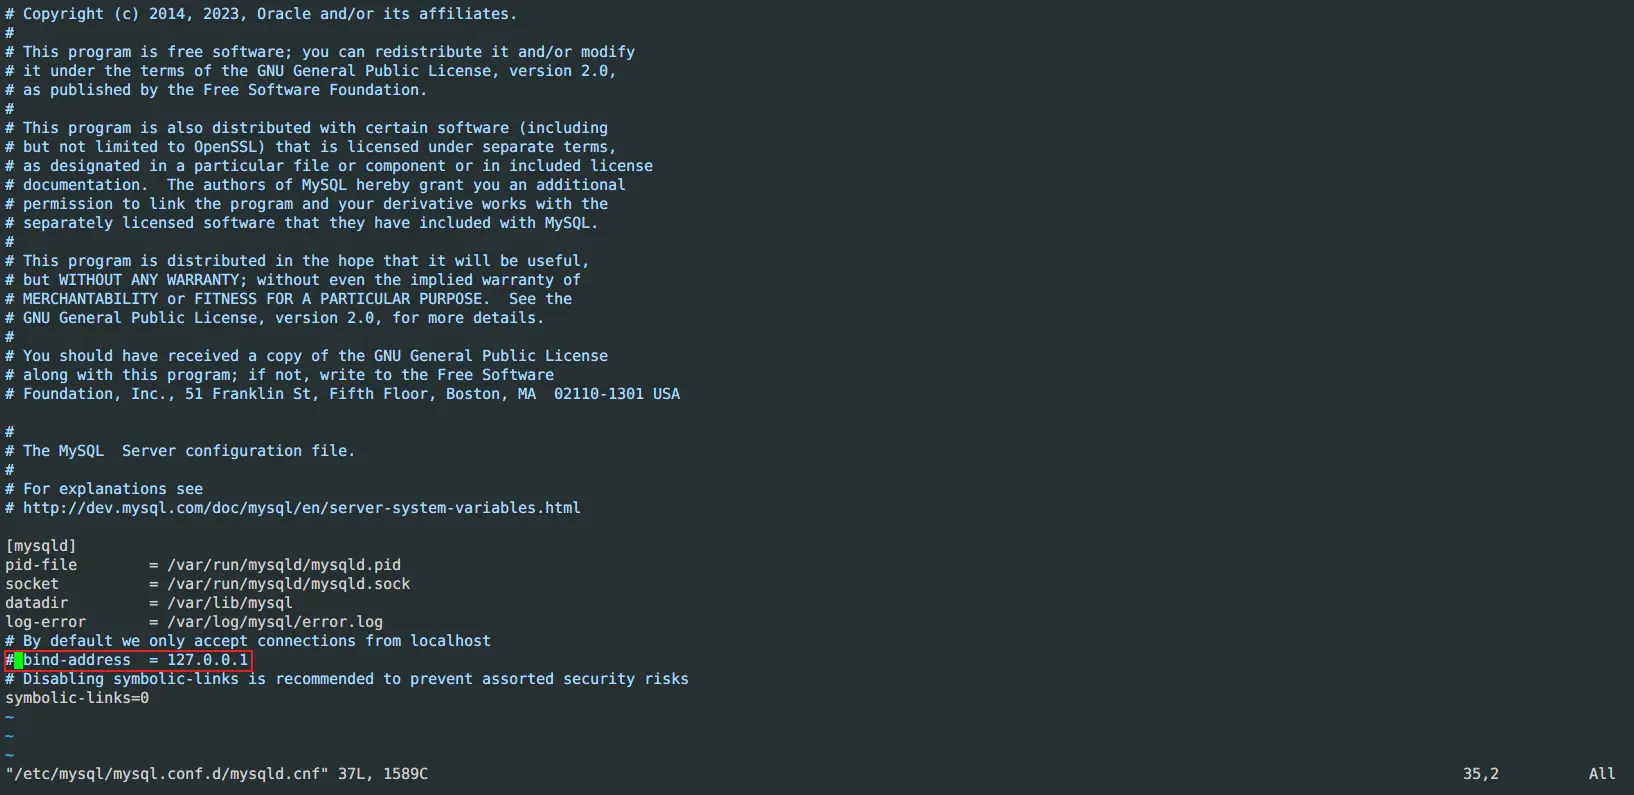 # Copyright (c) 2014, 2023, Oracle and/or its affiliates.
#
# This program is free software; you can redistribute it and/or modify
# it under the terms of the GNU General Public License, version 2.0,
# as published by the Free Software Foundation.
#
# This program is also distributed with certain software (including
# but not limited to OpenSSL) that is licensed under separate terms,
# as designated in a particular file or component or in included license
# documentation.  The authors of MySQL hereby grant you an additional
# permission to link the program and your derivative works with the
# separately licensed software that they have included with MySQL.
#
# This program is distributed in the hope that it will be useful,
# but WITHOUT ANY WARRANTY; without even the implied warranty of
# MERCHANTABILITY or FITNESS FOR A PARTICULAR PURPOSE.  See the
# GNU General Public License, version 2.0, for more details.
#
# You should have received a copy of the GNU General Public License
# along with this program; if not, write to the Free Software
# Foundation, Inc., 51 Franklin St, Fifth Floor, Boston, MA  02110-1301 USA

#
# The MySQL  Server configuration file.
#
# For explanations see
# http://dev.mysql.com/doc/mysql/en/server-system-variables.html

[mysqld]
pid-file        = /var/run/mysqld/mysqld.pid
socket          = /var/run/mysqld/mysqld.sock
datadir         = /var/lib/mysql
log-error       = /var/log/mysql/error.log
# By default we only accept connections from localhost
# bind-address  = 127.0.0.1
# Disabling symbolic-links is recommended to prevent assorted security risks
symbolic-links=0
~
~
~
"/etc/mysql/mysql.conf.d/mysqld.cnf" 37L, 1589C 35,2 All